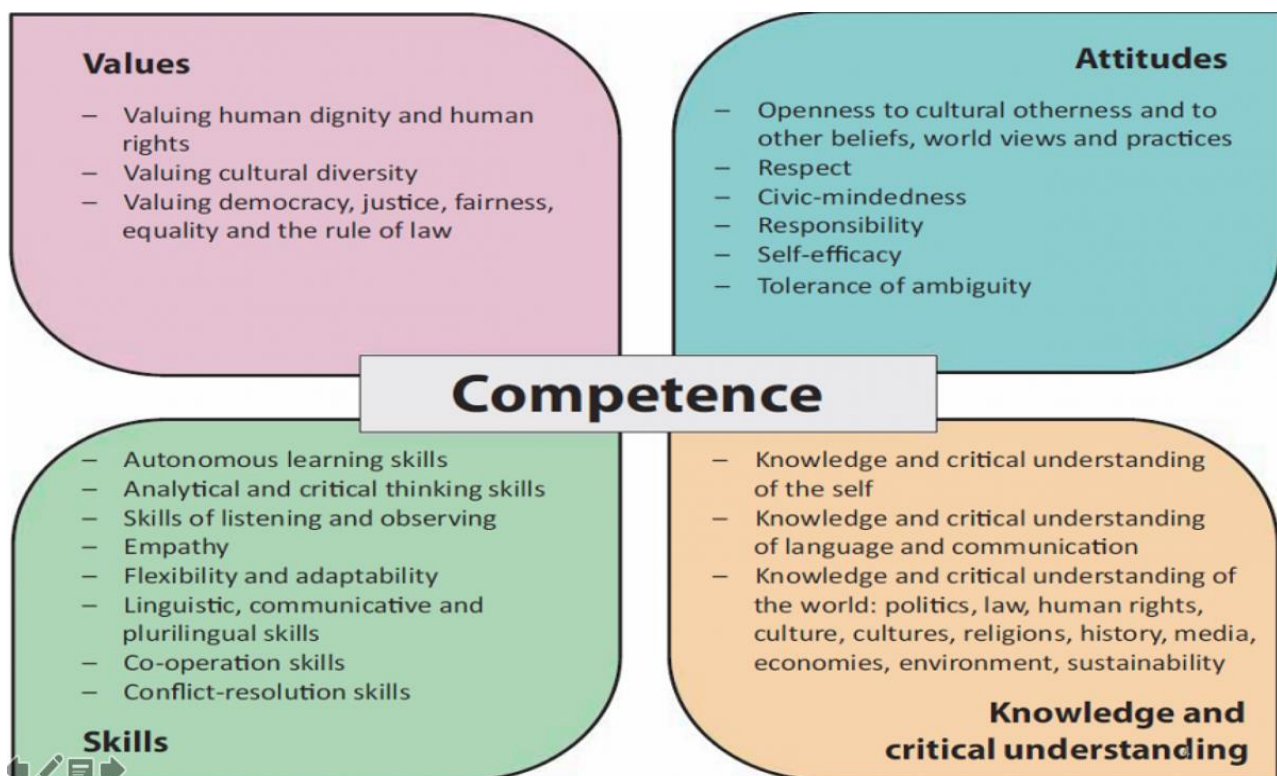 Values
– Valuing human dignity and human
rights
– Valuing cultural diversity
– Valuing democracy, justice, fairness,
equality and the rule of law
Attitudes
– Openness to cultural otherness and to
other beliefs, world views and practices
– Respect
– Civic-mindedness
– Responsibility
– Self-efficacy
– Tolerance of ambiguity
Competence
– Autonomous learning skills
– Analytical and critical thinking skills
– Skills of listening and observing
– Empathy
– Flexibility and adaptability
– Linguistic, communicative and
plurilingual skills
– Co-operation skills
– Conflict-resolution skills
Skills
– Knowledge and critical understanding
of the self
– Knowledge and critical understanding
of language and communication
– Knowledge and critical understanding of
the world: politics, law, human rights,
culture, cultures, religions, history, media,
economies, environment, sustainability
Knowledge and
critical understanding